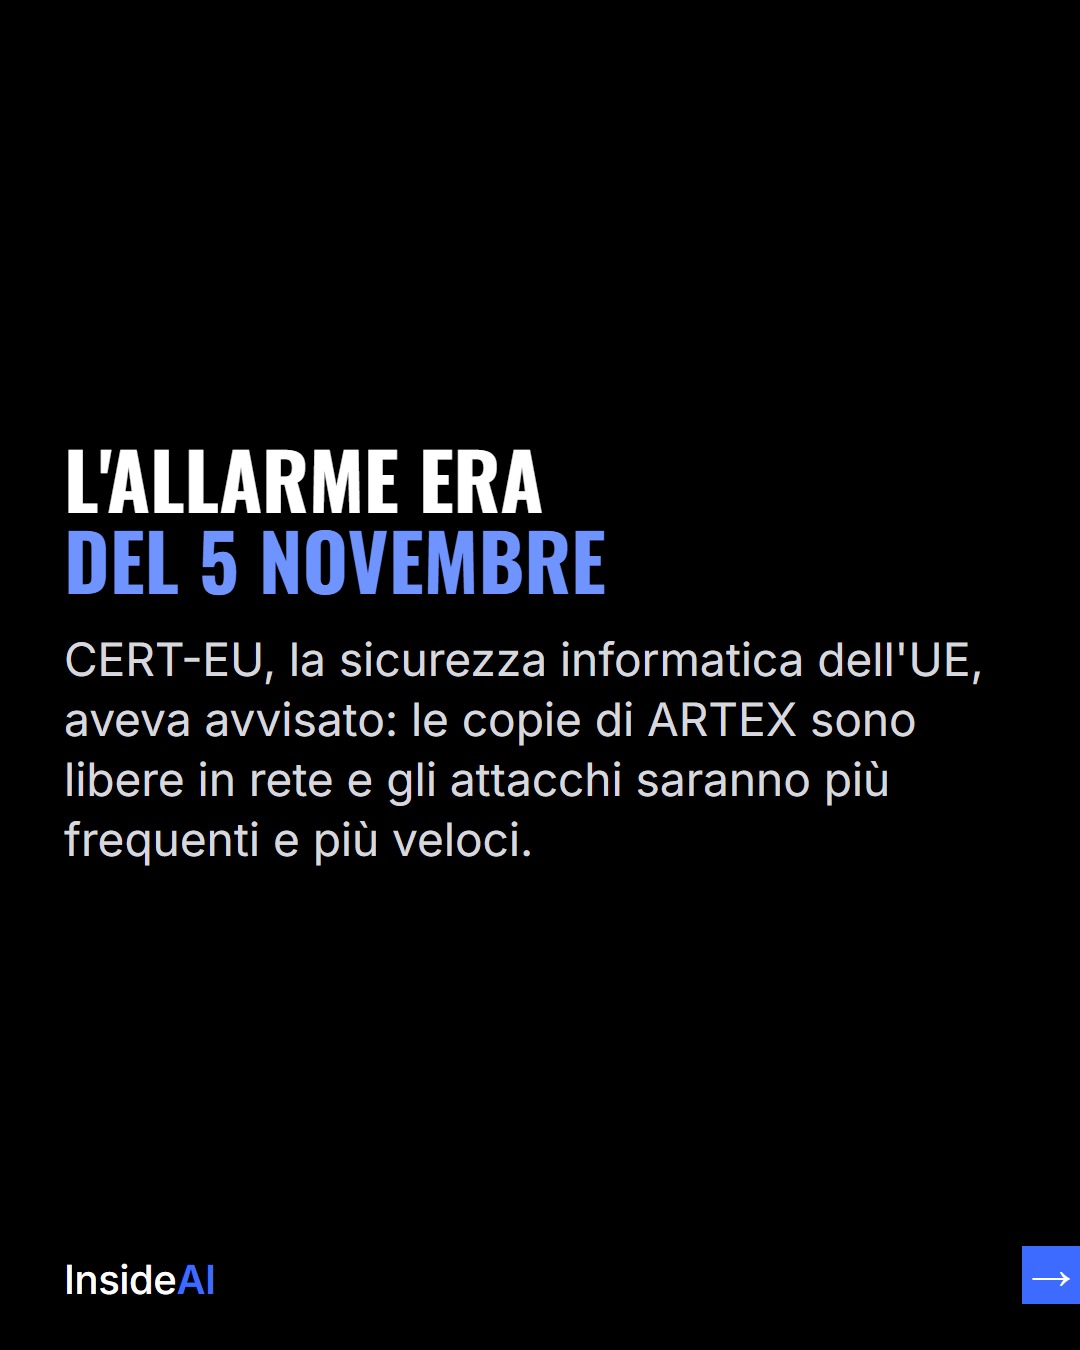 L'ALLARME ERA
DEL 5 NOVEMBRE
CERT-EU, la sicurezza informatica dell'UE,
aveva avvisato: le copie di ARTEX sono
libere in rete e gli attacchi saranno più
frequenti e più veloci.
InsideAI
→